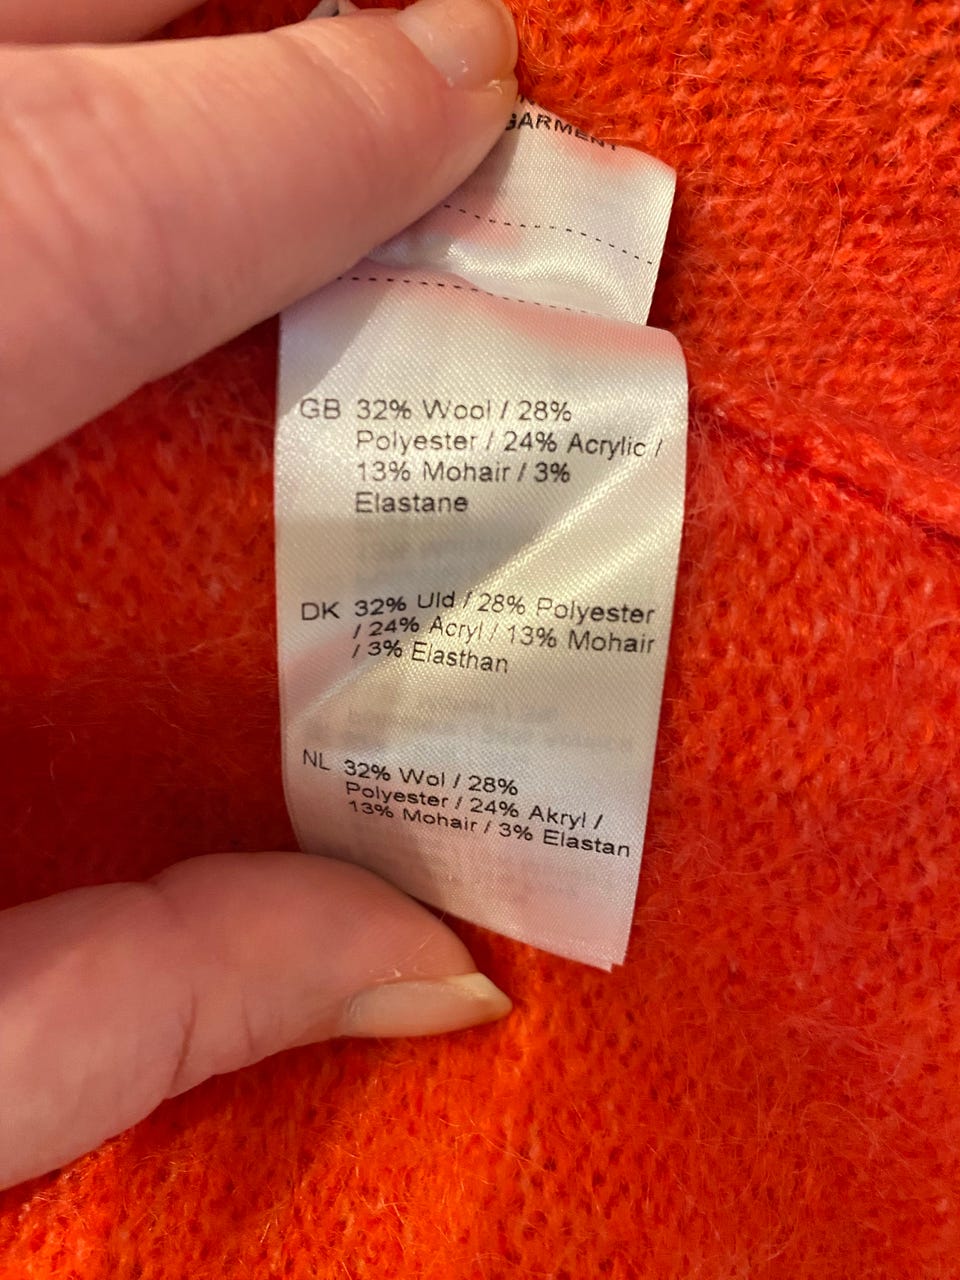 GARMENT
GB 32% Wool / 28%
Polyester / 24% Acrylic /
13% Mohair / 3%
Elastane
DK 32% Uld / 28% Polyester
/ 24% Acryl / 13% Mohair
/ 3% Elasthan
NL 32% Wol / 28%
Polyester / 24% Akryl /
13% Mohair / 3% Elastan